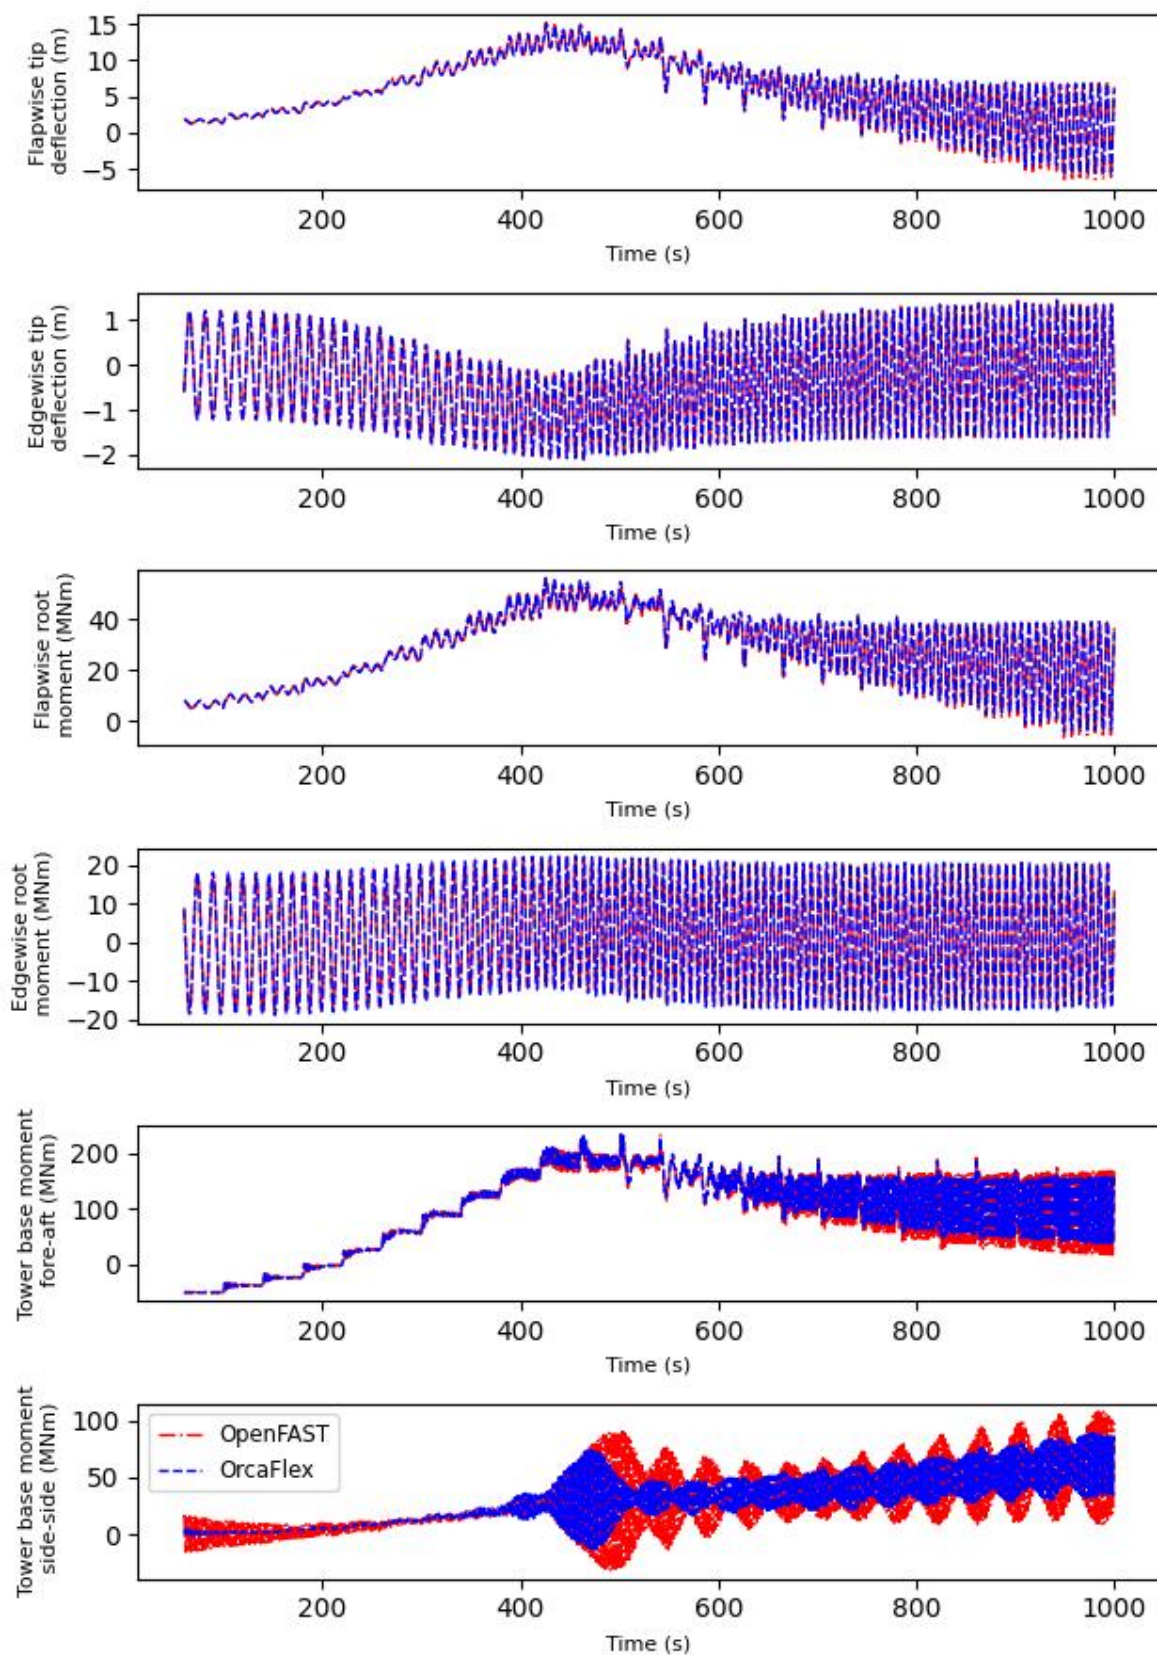 Flapwise tip
deflection (m)
15
10
5
0
−5
200 400 600 800 1000
Time (s)
Edgewise tip
deflection (m)
1
0
−1
−2
200 400 600 800 1000
Time (s)
Flapwise root
moment (MNm)
40
20
0
200 400 600 800 1000
Time (s)
Edgewise root
moment (MNm)
20
10
0
−10
−20
200 400 600 800 1000
Time (s)
Tower base moment
fore-aft (MNm)
200
100
0
200 400 600 800 1000
Time (s)
Tower base moment
side-side (MNm)
100
50
0
OpenFAST
OrcaFlex
200 400 600 800 1000
Time (s)